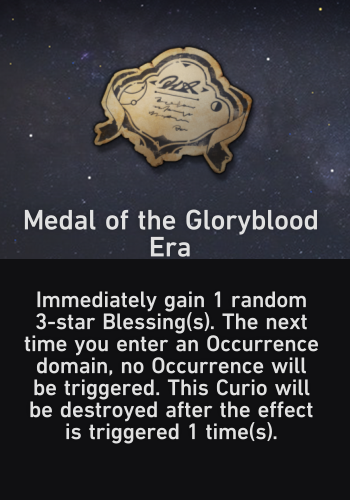 Medal of the Gloryblood
Era
Immediately gain 1 random
3-star Blessing(s). The next
time you enter an Occurrence
domain, no Occurrence will
be triggered. This Curio will
be destroyed after the effect
is triggered 1 time(s).